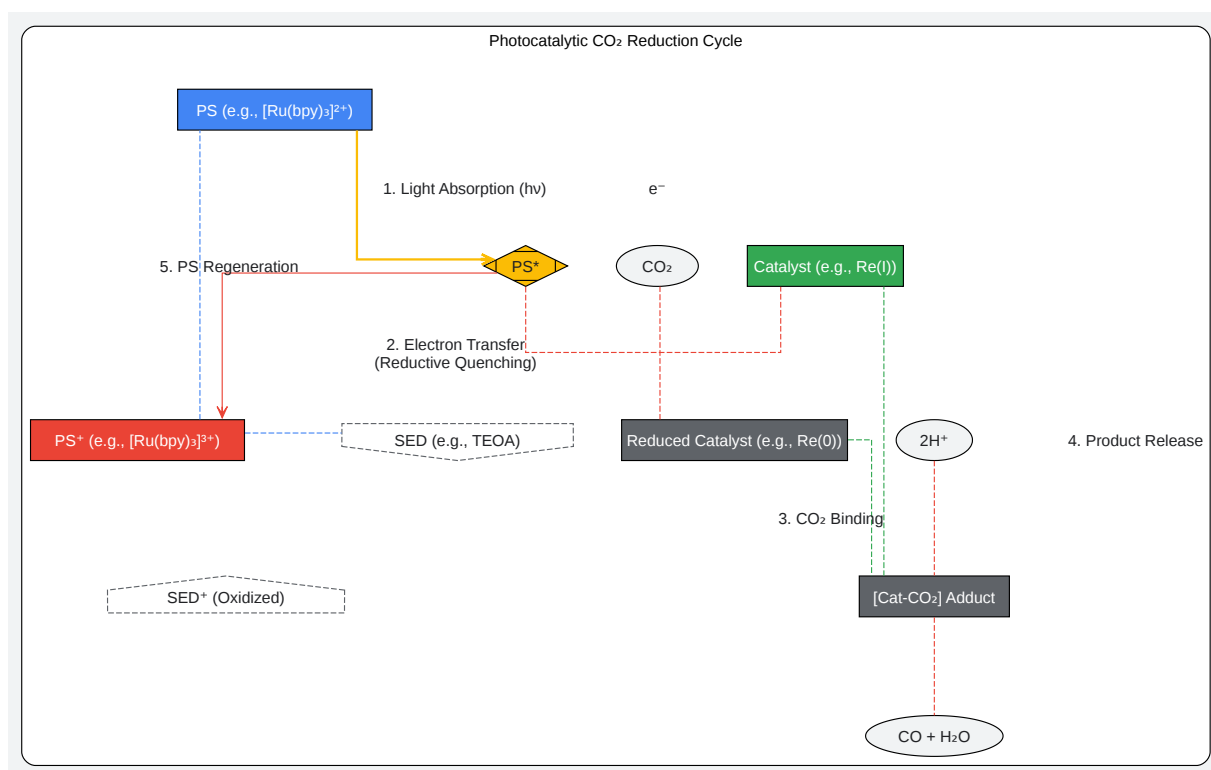 Photocatalytic CO₂ Reduction Cycle
PS (e.g., [Ru(bpy)₃]²⁺)
1. Light Absorption (hν)
e⁻
5. PS Regeneration
PS*
CO₂
Catalyst (e.g., Re(I))
2. Electron Transfer
(Reductive Quenching)
PS⁺ (e.g., [Ru(bpy)₃]³⁺)
SED (e.g., TEOA)
Reduced Catalyst (e.g., Re(0))
2H⁺
4. Product Release
3. CO₂ Binding
SED⁺ (Oxidized)
[Cat-CO₂] Adduct
CO + H₂O